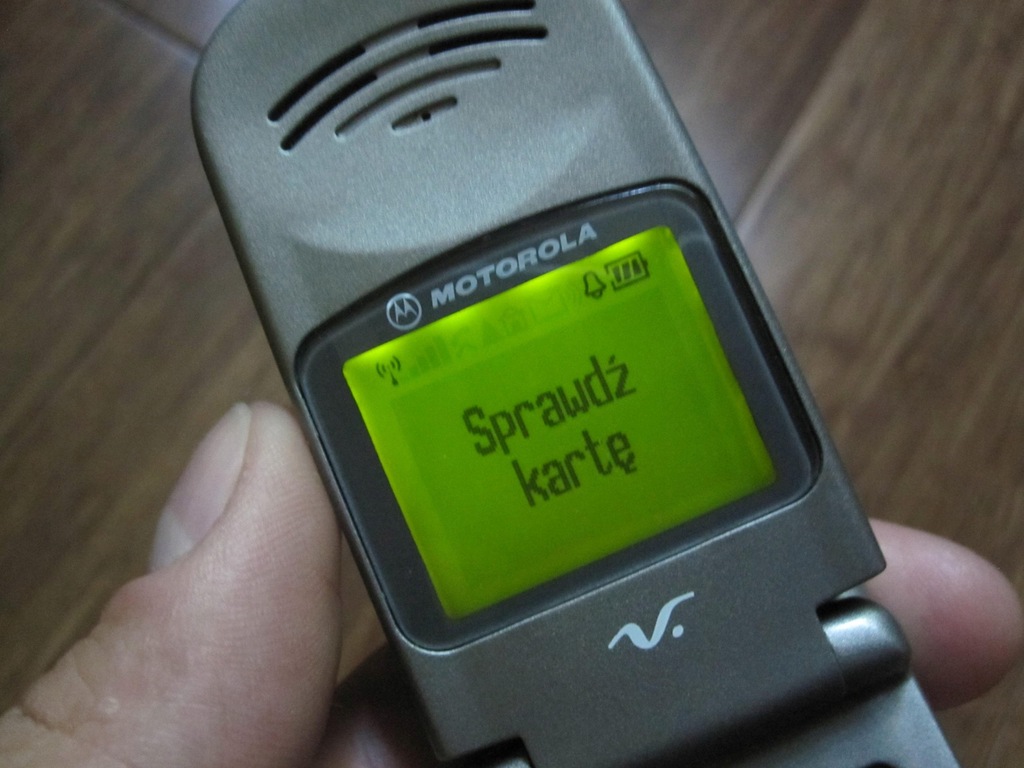 MOTOROLA
Sprawdź
kartę
V.